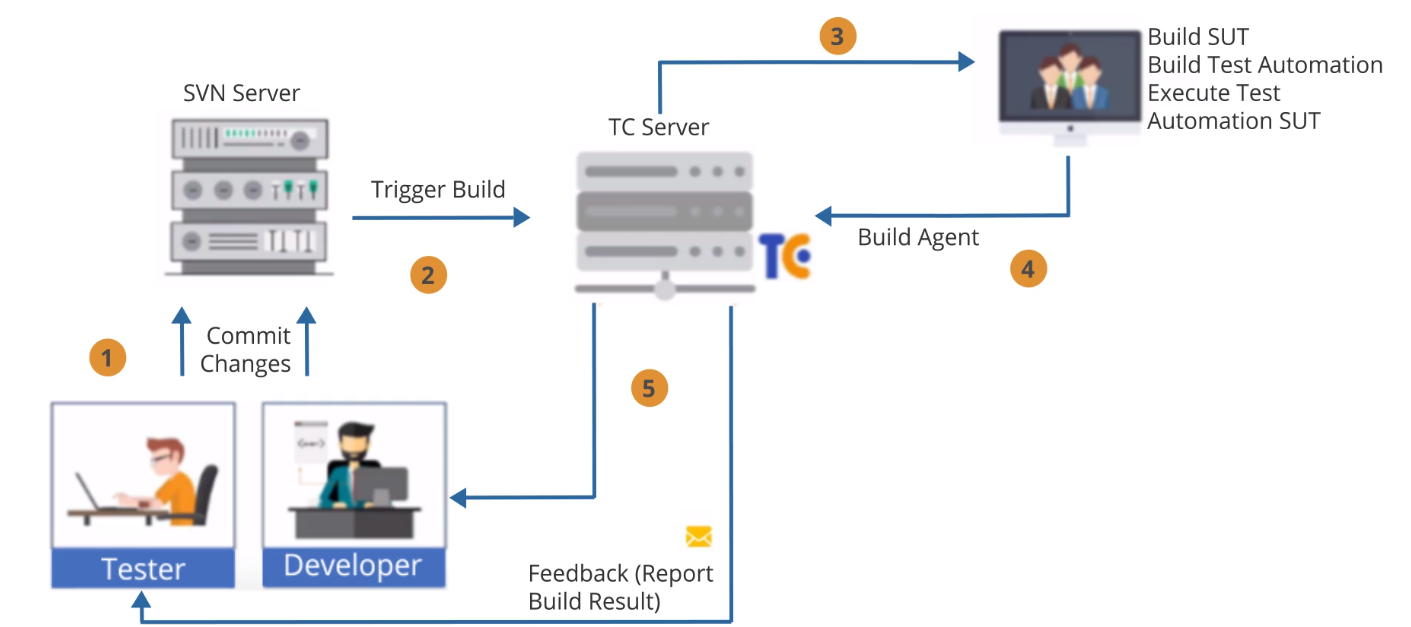 3
Build SUT
Build Test Automation
Execute Test
Automation SUT
SVN Server
TC Server
Trigger Build
2
TC
Build Agent
4
1
Commit
Changes
5
Tester
Developer
Feedback (Report
Build Result)